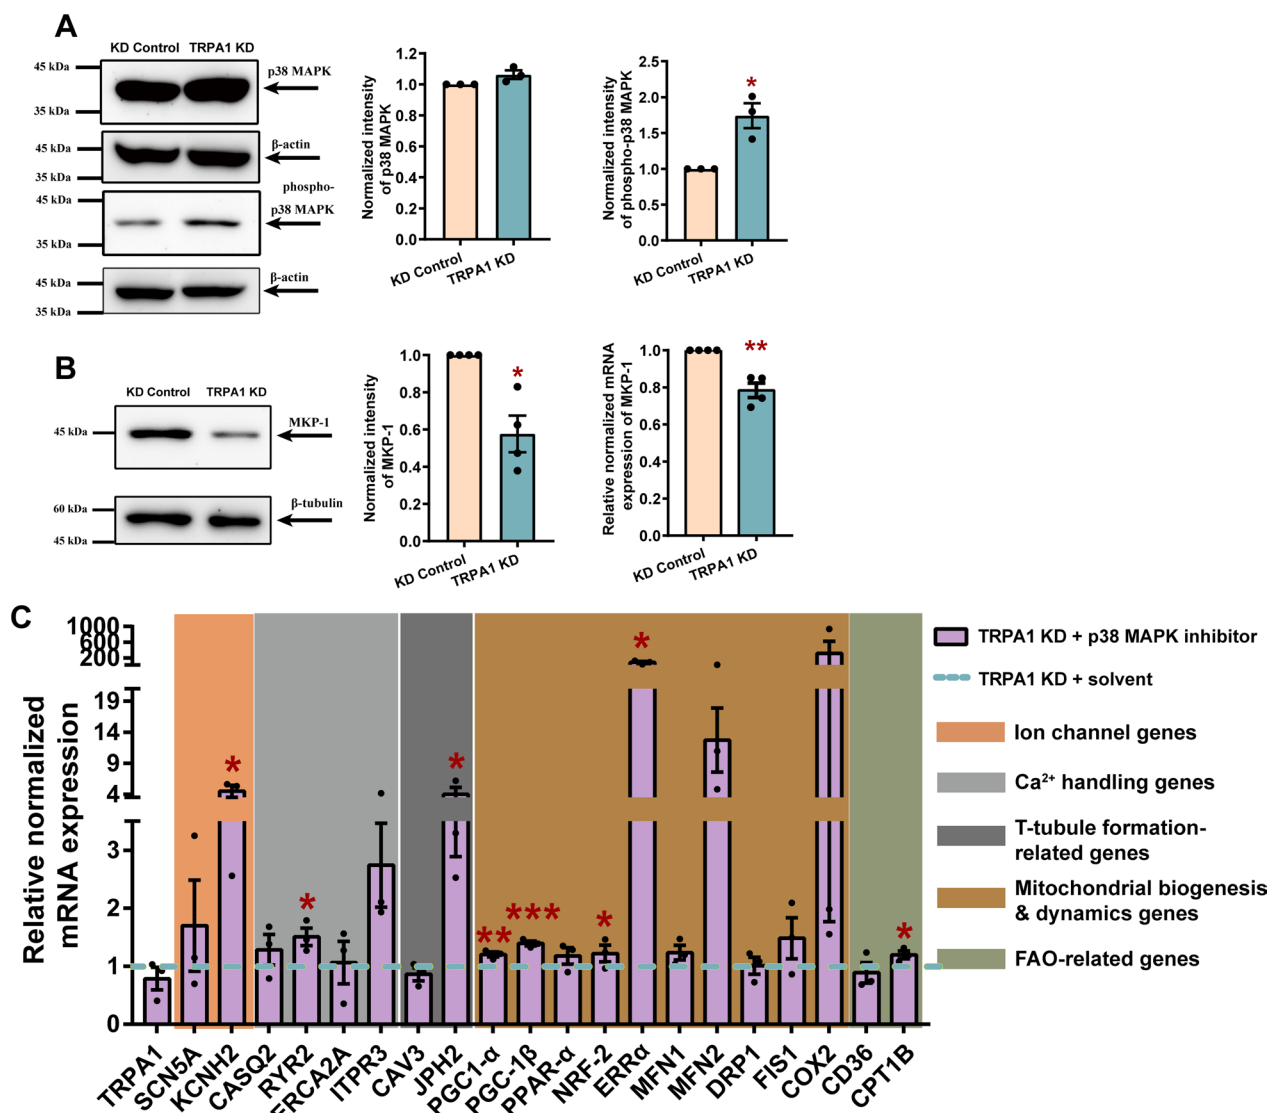 A
KD Control TRPA1 KD
45 kDa
p38 MAPK
35 kDa
45 kDa
β-actin
35 kDa
phospho-
45 kDa
p38 MAPK
35 kDa
β-actin
45 kDa
35 kDa
Normalized intensity
of p38 MAPK
1.2
1.0
0.8
0.6
0.4
0.2
0.0
KD Control
TRPA1 KD
Normalized intensity
of phospho-p38 MAPK
2.5
2.0
1.5
1.0
0.5
0.0
*
KD Control
TRPA1 KD
B
KD Control TRPA1 KD
45 kDa
MKP-1
60 kDa
β-tubulin
45 kDa
Normalized intensity
of MKP-1
1.0
0.8
0.6
0.4
0.2
0.0
*
KD Control
TRPA1 KD
Relative normalized mRNA
expression of MKP-1
1.0
0.8
0.6
0.4
0.2
0.0
**
KD Control
TRPA1 KD
C
Relative normalized
mRNA expression
1000
600
200
19
14
9
4
3
2
1
0
*
*
*
**
***
*
*
*
TRPA1
SCN5A
KCNH2
CASQ2
RYR2
ERCA2A
ITPR3
CAV3
JPH2
PGC1-α
PGC-1β
PPAR-α
NRF-2
ERRα
MFN1
MFN2
DRP1
FIS1
COX2
CD36
CPT1B
TRPA1 KD + p38 MAPK inhibitor
TRPA1 KD + solvent
Ion channel genes
Ca²⁺ handling genes
T-tubule formation-
related genes
Mitochondrial biogenesis
& dynamics genes
FAO-related genes